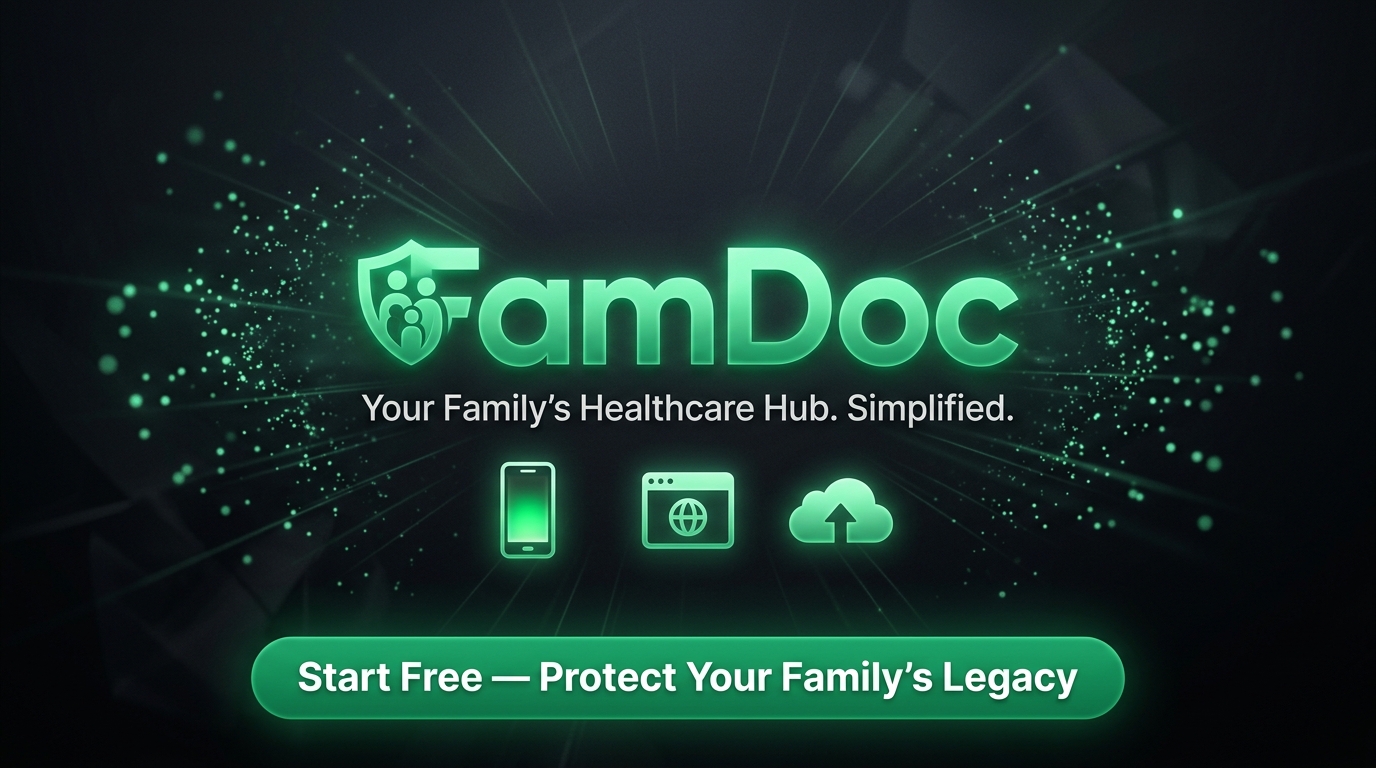 FamDoc
Your Family’s Healthcare Hub. Simplified.
Start Free — Protect Your Family’s Legacy